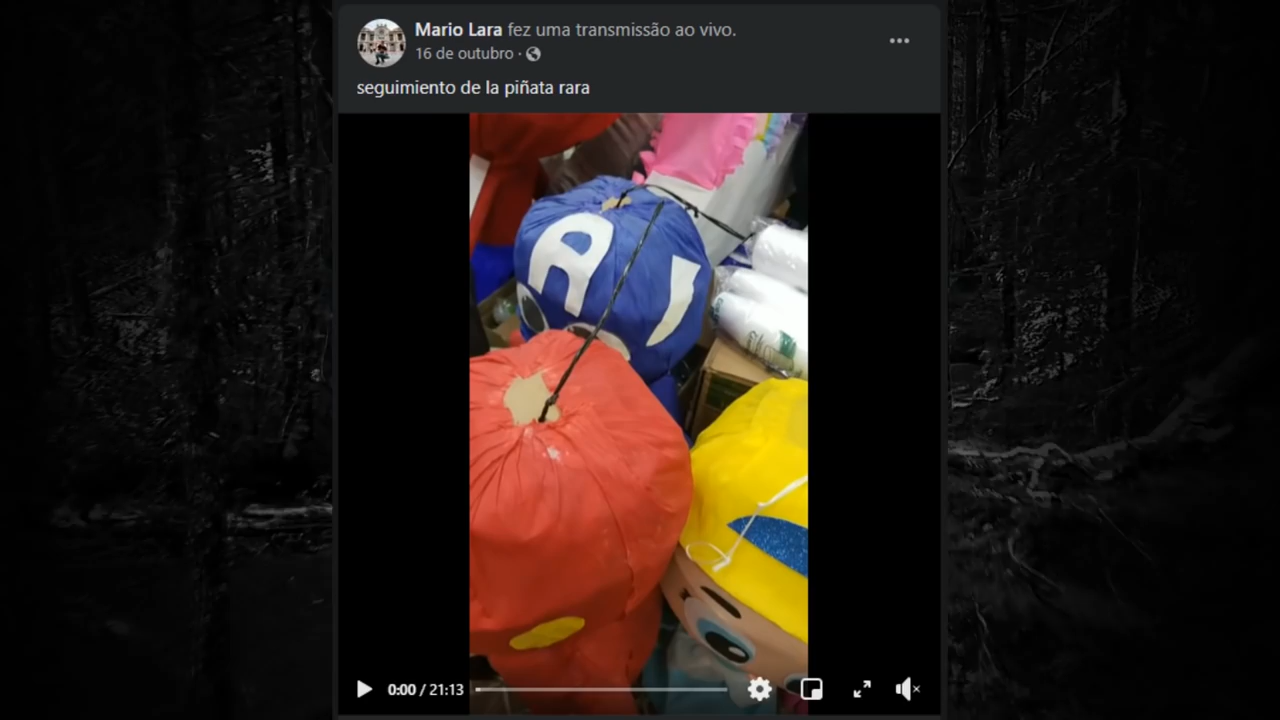 Mario Lara fez uma transmissão ao vivo.
16 de outubro ·
seguimiento de la piñata rara
A
0:00 / 21:13